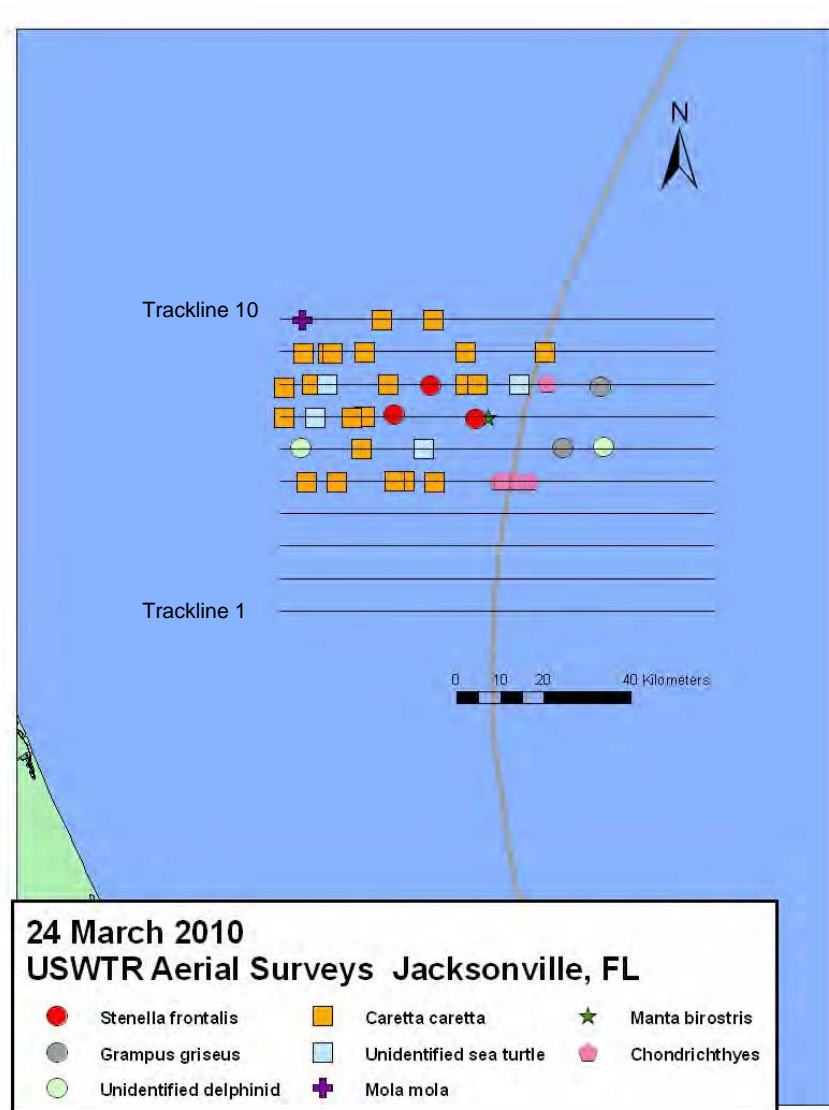 N
Trackline 10
Trackline 1
0 10 20 40 Kilometers
24 March 2010
USWTR Aerial Surveys Jacksonville, FL
Stenella frontalis
Caretta caretta
Manta birostris
Grampus griseus
Unidentified sea turtle
Chondrichthyes
Unidentified delphinid
Mola mola